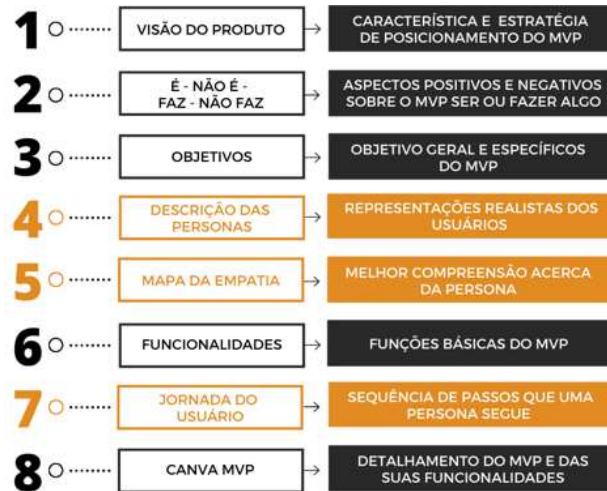 1
VISÃO DO PRODUTO
CARACTERÍSTICA E ESTRATÉGIA
DE POSICIONAMENTO DO MVP
2
É - NÃO É -
FAZ - NÃO FAZ
ASPECTOS POSITIVOS E NEGATIVOS
SOBRE O MVP SER OU FAZER ALGO
3
OBJETIVOS
OBJETIVO GERAL E ESPECÍFICOS
DO MVP
4
DESCRIÇÃO DAS
PERSONAS
REPRESENTAÇÕES REALISTAS DOS
USUÁRIOS
5
MAPA DA EMPATIA
MELHOR COMPREENSÃO ACERCA
DA PERSONA
6
FUNCIONALIDADES
FUNÇÕES BÁSICAS DO MVP
7
JORNADA DO
USUÁRIO
SEQUÊNCIA DE PASSOS QUE UMA
PERSONA SEGUE
8
CANVA MVP
DETALHAMENTO DO MVP E DAS
SUAS FUNCIONALIDADES